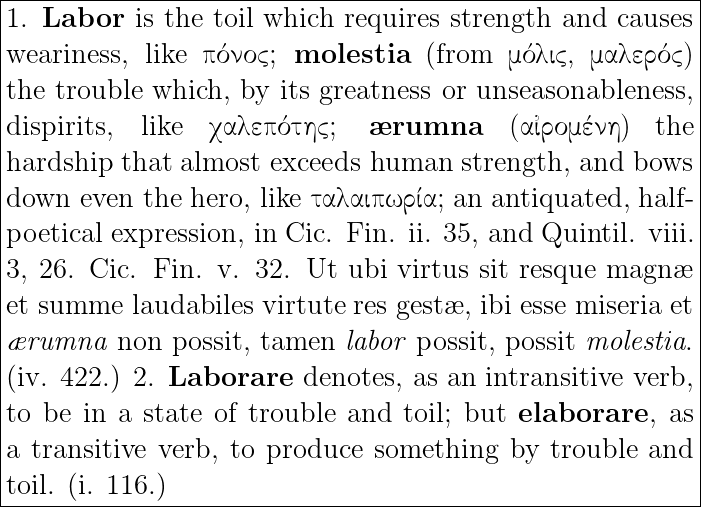 1. Labor is the toil which requires strength and causes
weariness, like πόνος; molestia (from μόλις, μαλερός)
the trouble which, by its greatness or unseasonableness,
dispirits, like χαλεπότης; ærumna (αἰρομένη) the
hardship that almost exceeds human strength, and bows
down even the hero, like ταλαιπωρία; an antiquated, half-
poetical expression, in Cic. Fin. ii. 35, and Quintil. viii.
3, 26. Cic. Fin. v. 32. Ut ubi virtus sit resque magnæ
et summe laudabiles virtute res gestæ, ibi esse miseria et
ærumna non possit, tamen labor possit, possit molestia.
(iv. 422.) 2. Laborare denotes, as an intransitive verb,
to be in a state of trouble and toil; but elaborare, as
a transitive verb, to produce something by trouble and
toil. (i. 116.)